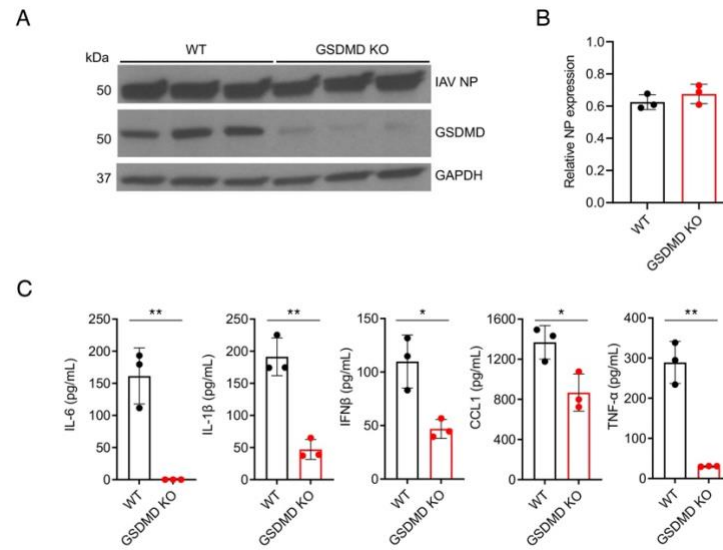 A
WT
GSDMD KO
kDa
50
IAV NP
50
GSDMD
37
GAPDH
B
Relative NP expression
1.0
0.8
0.6
0.4
0.2
0.0
WT
GSDMD KO
C
IL-6 (pg/mL)
250
200
150
100
50
0
**
WT
GSDMD KO
IL-1β (pg/mL)
250
200
150
100
50
0
**
WT
GSDMD KO
IFNβ (pg/mL)
150
100
50
0
*
WT
GSDMD KO
CCL1 (pg/mL)
1600
1200
800
400
0
*
WT
GSDMD KO
TNF-α (pg/mL)
400
300
200
100
0
**
WT
GSDMD KO